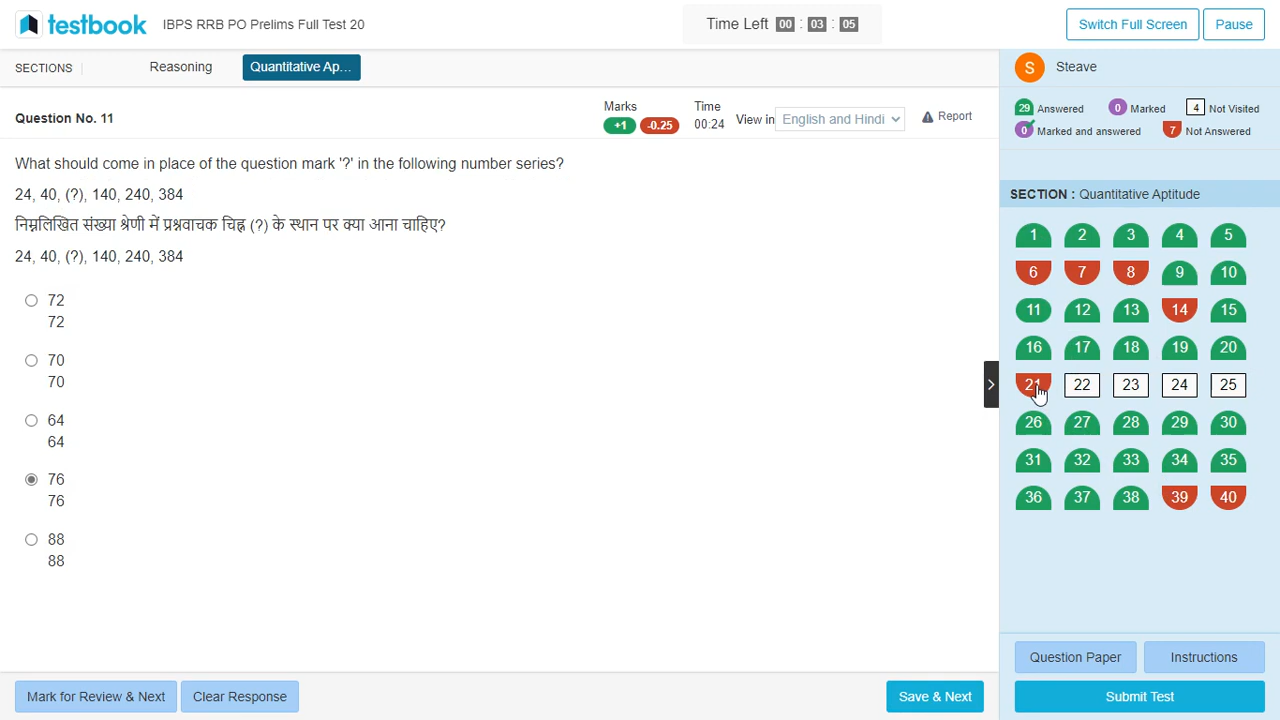 testbook IBPS RRB PO Prelims Full Test 20 Time Left 00 : 03 : 05 Switch Full Screen Pause
SECTIONS Reasoning Quantitative Ap... S Steave
Question No. 11 Marks +1 -0.25 Time 00:24 View in English and Hindi Report
29 Answered 0 Marked 4 Not Visited
0 Marked and answered 7 Not Answered
What should come in place of the question mark '?' in the following number series?
24, 40, (?), 140, 240, 384
निम्नलिखित संख्या श्रेणी में प्रश्नवाचक चिह्न (?) के स्थान पर क्या आना चाहिए?
24, 40, (?), 140, 240, 384
72
72
70
70
64
64
76
76
88
88
SECTION : Quantitative Aptitude
1 2 3 4 5
6 7 8 9 10
11 12 13 14 15
16 17 18 19 20
21 22 23 24 25
26 27 28 29 30
31 32 33 34 35
36 37 38 39 40
Question Paper Instructions
Mark for Review & Next Clear Response Save & Next Submit Test